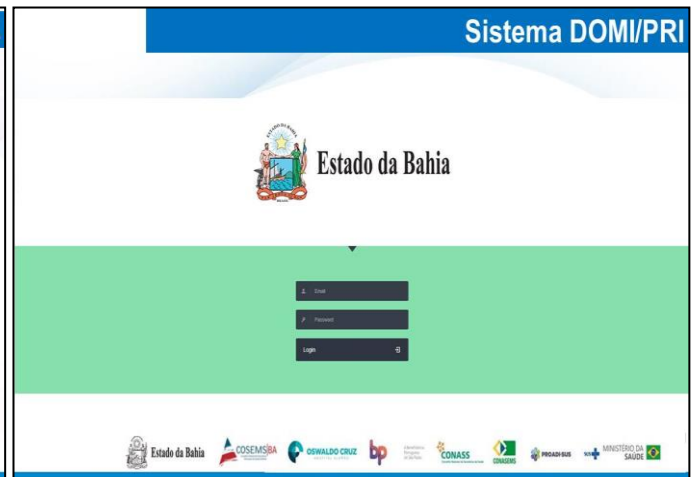 Sistema DOMI/PRI
Estado da Bahia
Email
Password
Login
Estado da Bahia
COSEMS/BA
OSWALDO CRUZ
bp
CONASS
CONASEMS
PROADI-SUS
SUS
MINISTÉRIO DA
SAÚDE